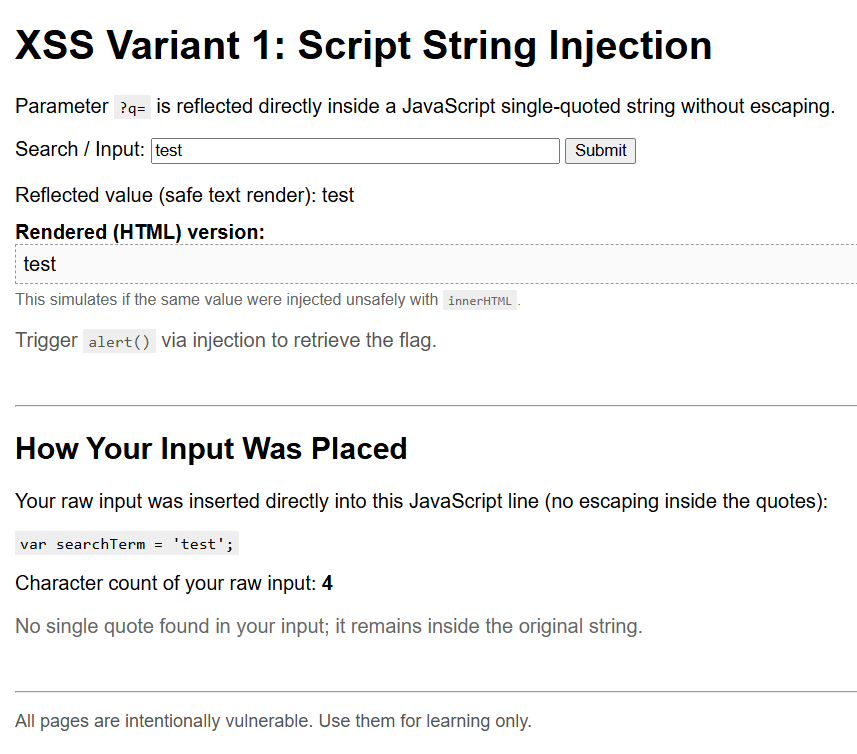 XSS Variant 1: Script String Injection
Parameter ?q= is reflected directly inside a JavaScript single-quoted string without escaping.
Search / Input: test Submit
Reflected value (safe text render): test
Rendered (HTML) version:
test
This simulates if the same value were injected unsafely with innerHTML.
Trigger alert() via injection to retrieve the flag.
How Your Input Was Placed
Your raw input was inserted directly into this JavaScript line (no escaping inside the quotes):
var searchTerm = 'test';
Character count of your raw input: 4
No single quote found in your input; it remains inside the original string.
All pages are intentionally vulnerable. Use them for learning only.